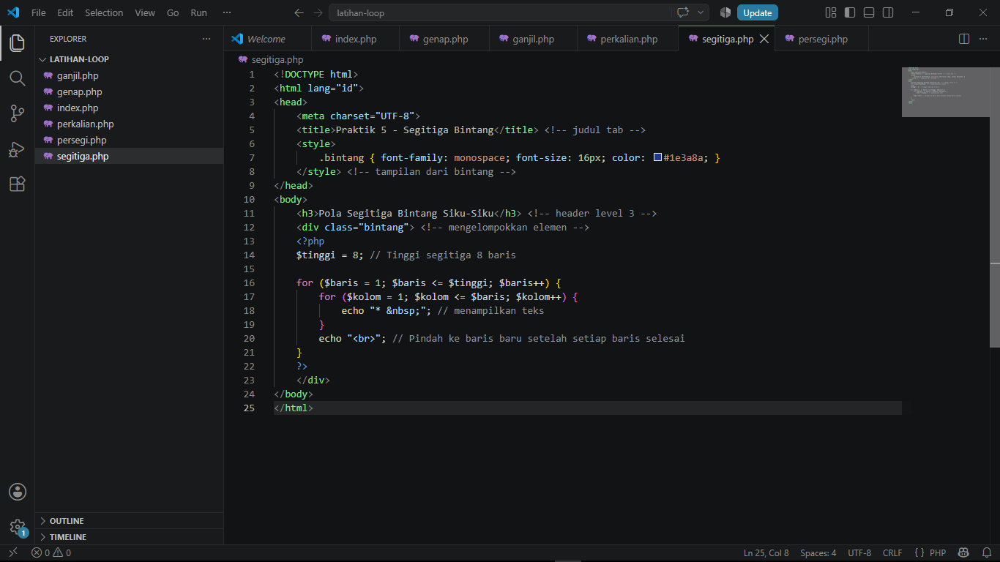 File Edit Selection View Go Run ··· latihan-loop Update
EXPLORER ···
LATIHAN-LOOP
ganjil.php
genap.php
index.php
perkalian.php
persegi.php
segitiga.php
OUTLINE
TIMELINE
Welcome index.php genap.php ganjil.php perkalian.php segitiga.php persegi.php ···
segitiga.php
1 <!DOCTYPE html>
2 <html lang="id">
3 <head>
4     <meta charset="UTF-8">
5     <title>Praktik 5 - Segitiga Bintang</title> <!-- judul tab -->
6     <style>
7         .bintang { font-family: monospace; font-size: 16px; color: #1e3a8a; }
8     </style> <!-- tampilan dari bintang -->
9 </head>
10 <body>
11     <h3>Pola Segitiga Bintang Siku-Siku</h3> <!-- header level 3 -->
12     <div class="bintang"> <!-- mengelompokkan elemen -->
13     <?php
14     $tinggi = 8; // Tinggi segitiga 8 baris
15
16     for ($baris = 1; $baris <= $tinggi; $baris++) {
17         for ($kolom = 1; $kolom <= $baris; $kolom++) {
18             echo "* &nbsp;"; // menampilkan teks
19         }
20         echo "<br>"; // Pindah ke baris baru setelah setiap baris selesai
21     }
22     ?>
23     </div>
24 </body>
25 </html>
1
0 0 Ln 25, Col 8 Spaces: 4 UTF-8 CRLF { } PHP